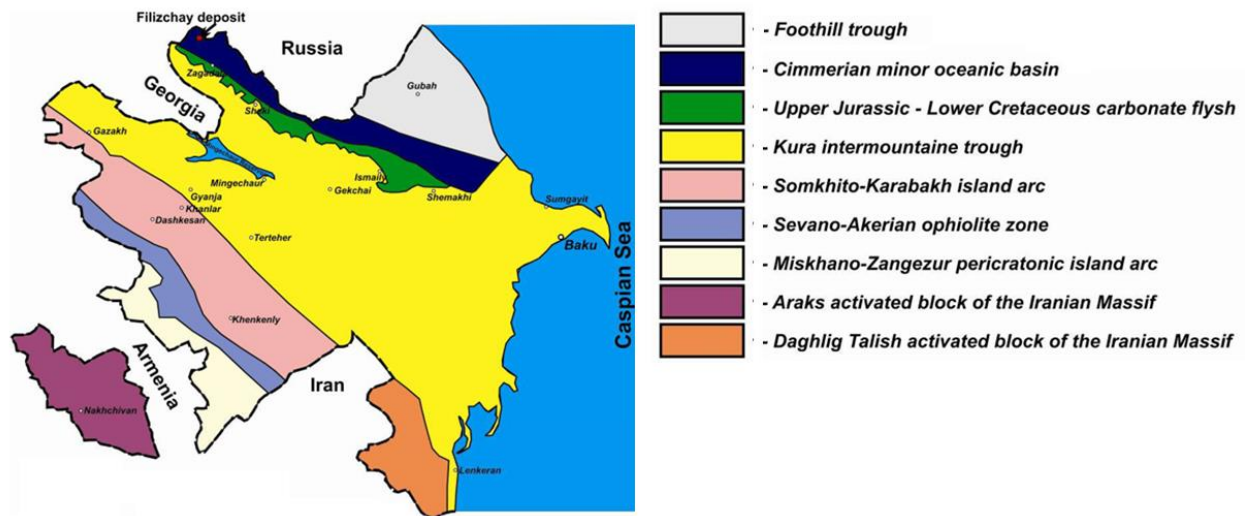 Filizchay deposit
Russia
Zagadala
Georgia
Gubah
Sheki
Gazakh
Mingechaur
Ismaily
Gyanja
Gekchai
Shemakhi
Khanlar
Sumgayit
Dashkesan
Terteher
Baku
Caspian Sea
Khenkenly
Armenia
Iran
Nakhchivan
Lenkeran
- Foothill trough
- Cimmerian minor oceanic basin
- Upper Jurassic - Lower Cretaceous carbonate flysh
- Kura intermountaine trough
- Somkhito-Karabakh island arc
- Sevano-Akerian ophiolite zone
- Miskhano-Zangezur pericratonic island arc
- Araks activated block of the Iranian Massif
- Daghlig Talish activated block of the Iranian Massif